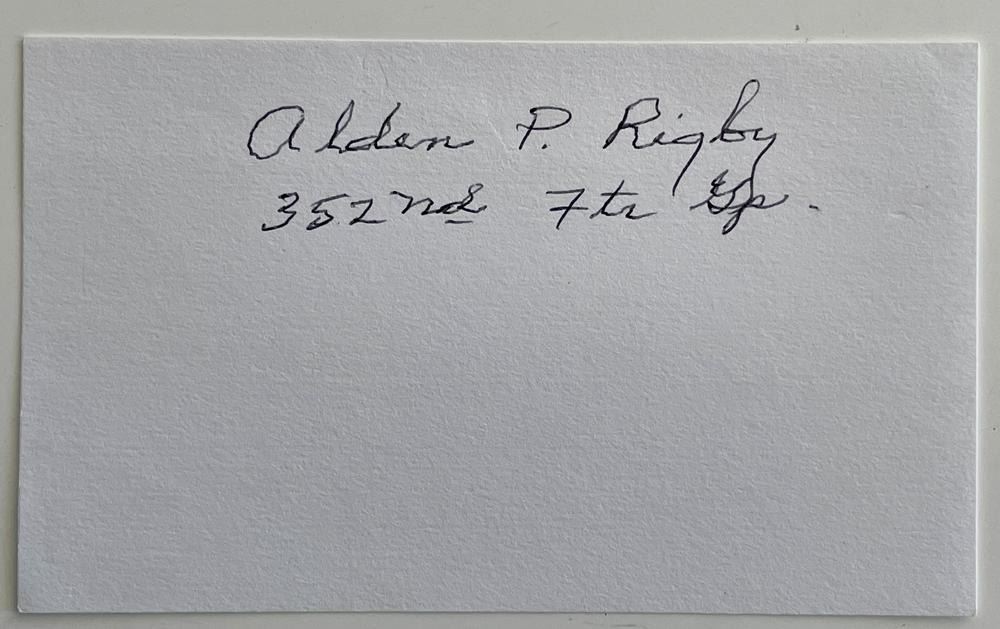 Alden P. Rigby
352nd Ftr Gp.